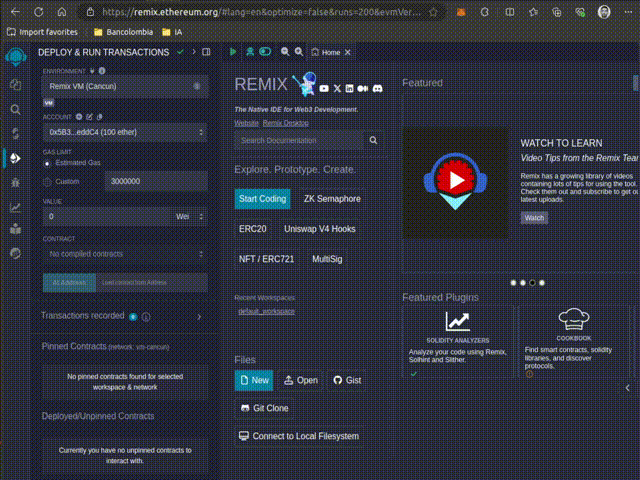 https://remix.ethereum.org/#lang=en&optimize=false&runs=200&evmVer...
Import favorites
Bancolombia
IA
DEPLOY & RUN TRANSACTIONS
Home
ENVIRONMENT
Remix VM (Cancun)
VM
ACCOUNT
0x5B3...eddC4 (100 ether)
GAS LIMIT
Estimated Gas
Custom
3000000
VALUE
0
Wei
CONTRACT
No compiled contracts
At Address
Load contract from Address
Transactions recorded 0 i
Pinned Contracts (network: vm-cancun)
No pinned contracts found for selected
workspace & network
Deployed/Unpinned Contracts
Currently you have no unpinned contracts to
interact with.
REMIX
The Native IDE for Web3 Development.
Website
Remix Desktop
Search Documentation
Explore. Prototype. Create.
Start Coding
ZK Semaphore
ERC20
Uniswap V4 Hooks
NFT / ERC721
MultiSig
Recent Workspaces
default_workspace
Files
New
Open
Gist
Git Clone
Connect to Local Filesystem
Featured
WATCH TO LEARN
Video Tips from the Remix Team
Remix has a growing library of videos
containing lots of tips for using the tool.
Check them out and subscribe to get our
latest uploads.
Watch
Featured Plugins
SOLIDITY ANALYZERS
Analyze your code using Remix,
Solhint and Slither.
COOKBOOK
Find smart contracts, solidity
libraries, and discover
protocols.